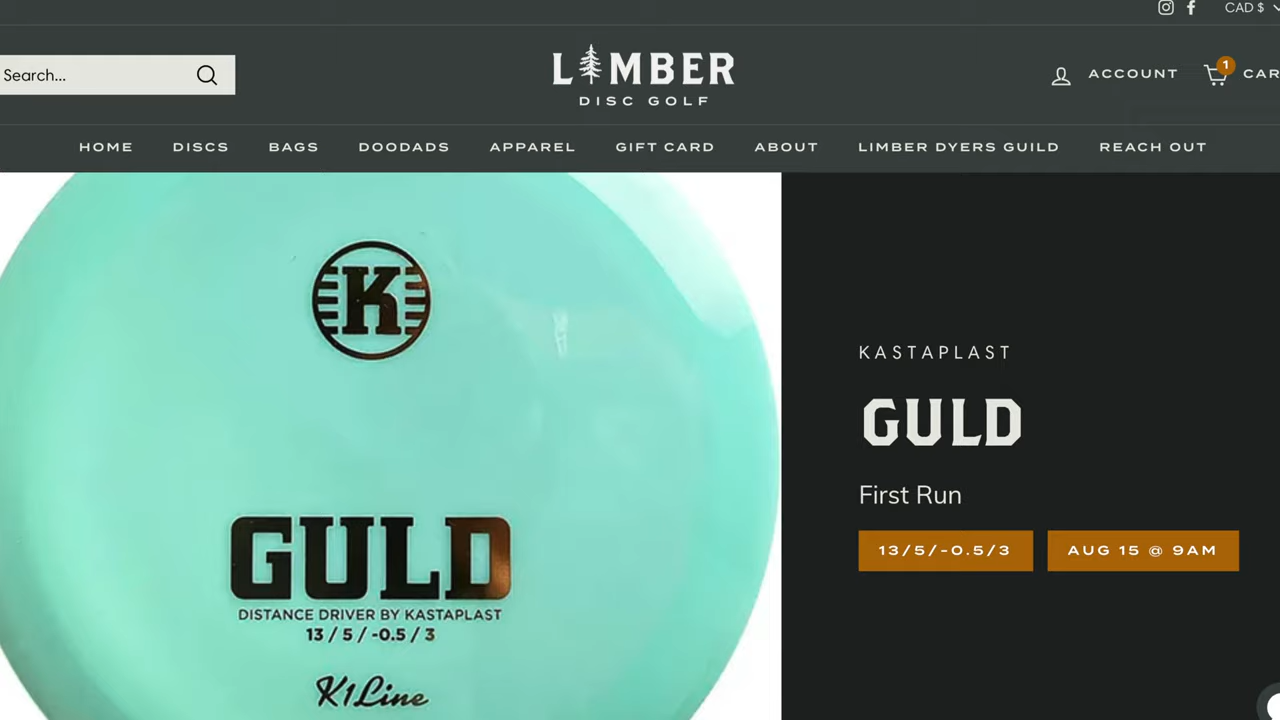 CAD $
Search...
LIMBER
DISC GOLF
ACCOUNT
1
HOME
DISCS
BAGS
DOODADS
APPAREL
GIFT CARD
ABOUT
LIMBER DYERS GUILD
REACH OUT
K
GULD
DISTANCE DRIVER BY KASTAPLAST
13 / 5 / -0.5 / 3
K1 Line
KASTAPLAST
GULD
First Run
13/5/-0.5/3
AUG 15 @ 9AM